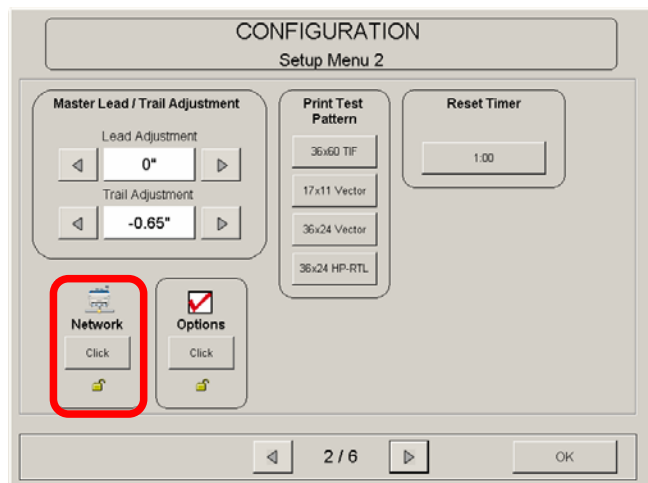 CONFIGURATION
Setup Menu 2
Master Lead / Trail Adjustment
Lead Adjustment
0"
Trail Adjustment
-0.65"
Print Test
Pattern
36x60 TIF
17x11 Vector
36x24 Vector
36x24 HP-RTL
Reset Timer
1:00
Network
Click
Options
Click
2 / 6
OK